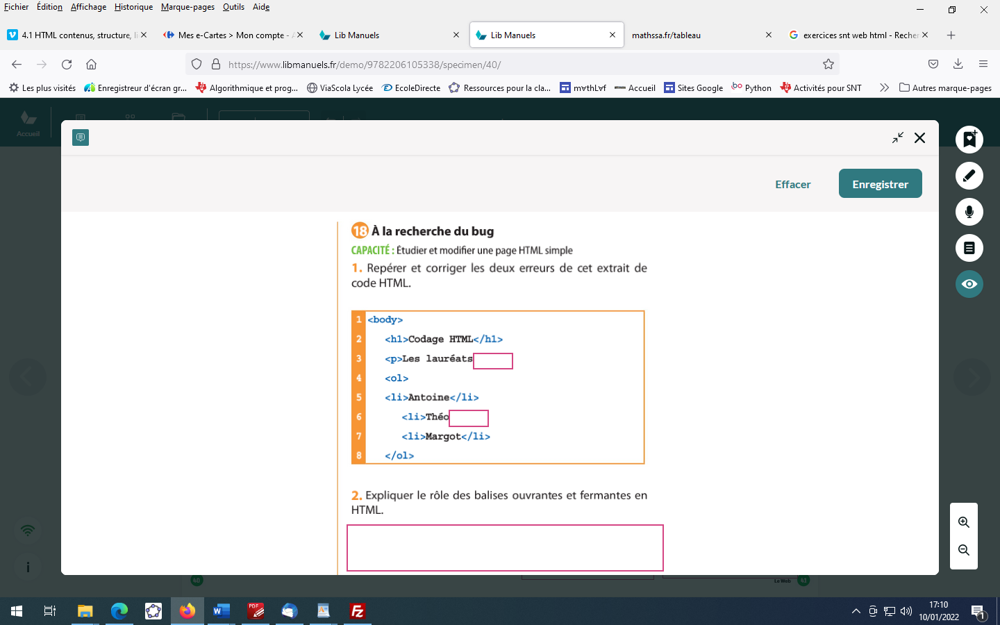 Fichier Édition Affichage Historique Marque-pages Outils Aide
4.1 HTML contenus, structure, li
Mes e-Cartes > Mon compte - A
Lib Manuels
Lib Manuels
mathssa.fr/tableau
exercices snt web html - Recher
https://www.libmanuels.fr/demo/9782206105338/specimen/40/
Les plus visités Enregistreur d'écran gr... Algorithmique et prog... ViaScola Lycée EcoleDirecte Ressources pour la cla... m∀thL∀f Accueil Sites Google Python Activités pour SNT Autres marque-pages
Accueil
Effacer Enregistrer
18 À la recherche du bug
CAPACITÉ : Étudier et modifier une page HTML simple
1. Repérer et corriger les deux erreurs de cet extrait de
code HTML.
1 <body>
2 <h1>Codage HTML</h1>
3 <p>Les lauréats
4 <ol>
5 <li>Antoine</li>
6 <li>Théo
7 <li>Margot</li>
8 </ol>
2. Expliquer le rôle des balises ouvrantes et fermantes en
HTML.
40 Le Web 41
17:10
10/01/2022
1